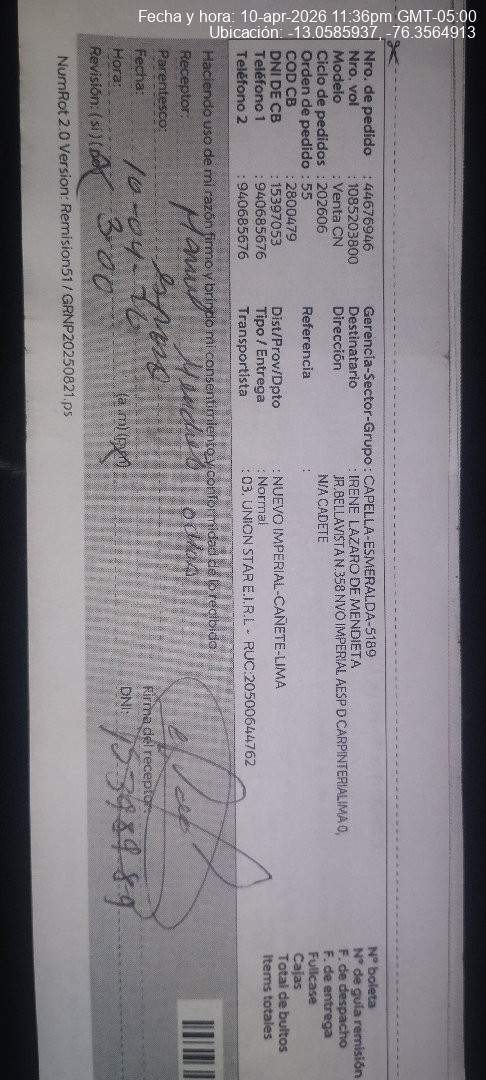 Fecha y hora: 10-apr-2026 11:36pm GMT-05:00
Ubicación: -13.0585937, -76.3564913
Nro. de pedido : 44676946 Gerencia-Sector-Grupo : CAPELLA-ESMERALDA-5189 N° boleta
Nro. vol : 1085203800 Destinatario : IRENE LAZARO DE MENDIETA N° de guía remisión
Modelo : Venta CN Dirección : JR.BELLAVISTA N.358 NVO IMPERIAL AESP D CARPINTERIALIMA 0, F. de despacho
Ciclo de pedidos : 202606 N/A CADETE F. de entrega
Orden de pedido : 55 Referencia : Fullcase
COD CB : 2800479 Cajas
DNI DE CB : 15397053 Dist/Prov/Dpto : NUEVO IMPERIAL-CAÑETE-LIMA Total de bultos
Teléfono 1 : 940685676 Tipo / Entrega : Normal Items totales
Teléfono 2 : 940685676 Transportista : 03, UNION STAR E.I.R.L - RUC:20500644762
Haciendo uso de mi razón firmo y brindo mi consentimiento y conformidad de lo recibido:
Receptor:
Parentesco: esposo
Fecha: 10-04-26 Firma del receptor:
Hora: 3:00 (a.m) (pm) DNI:
Revisión: (si) (no)
NumRot 2.0 Version: Remision51 / GRNP20250821.ps